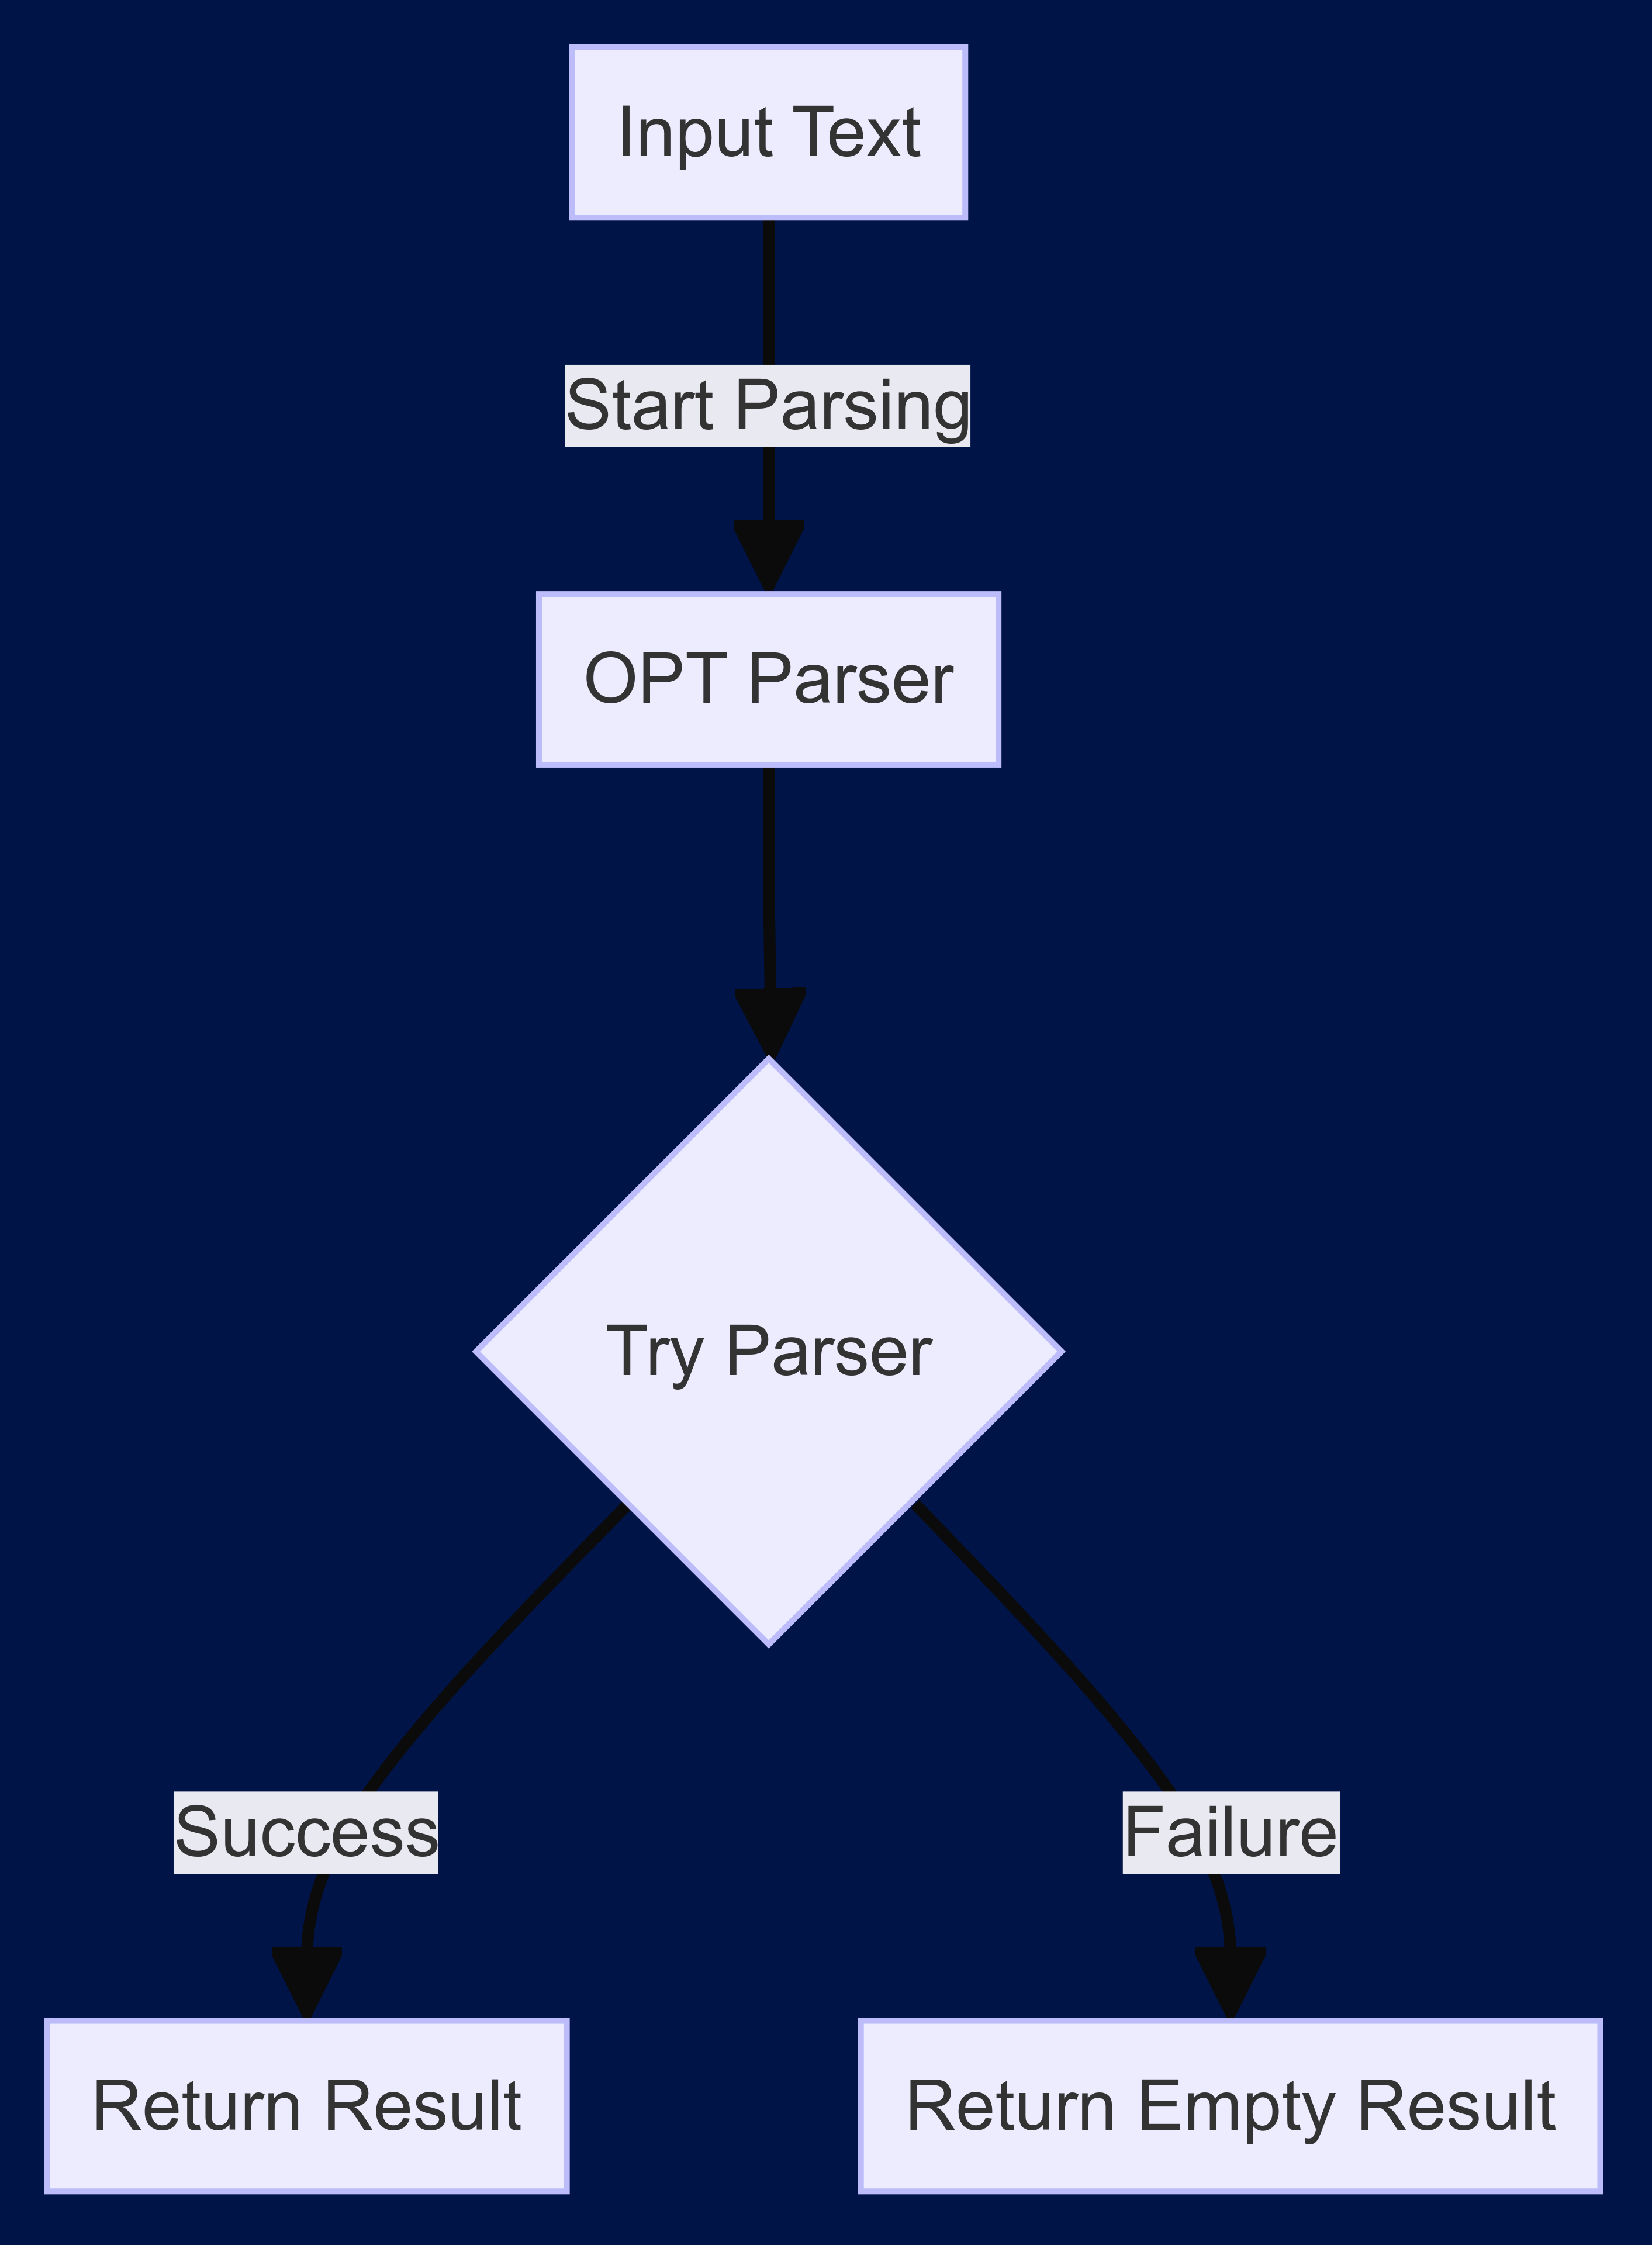 Input Text
Start Parsing
OPT Parser
Try Parser
Success
Failure
Return Result
Return Empty Result